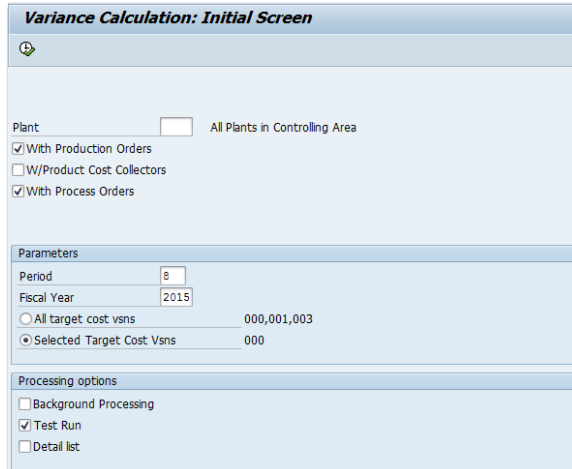 Variance Calculation: Initial Screen
Plant All Plants in Controlling Area
With Production Orders
W/Product Cost Collectors
With Process Orders
Parameters
Period 8
Fiscal Year 2015
All target cost vsns 000,001,003
Selected Target Cost Vsns 000
Processing options
Background Processing
Test Run
Detail list